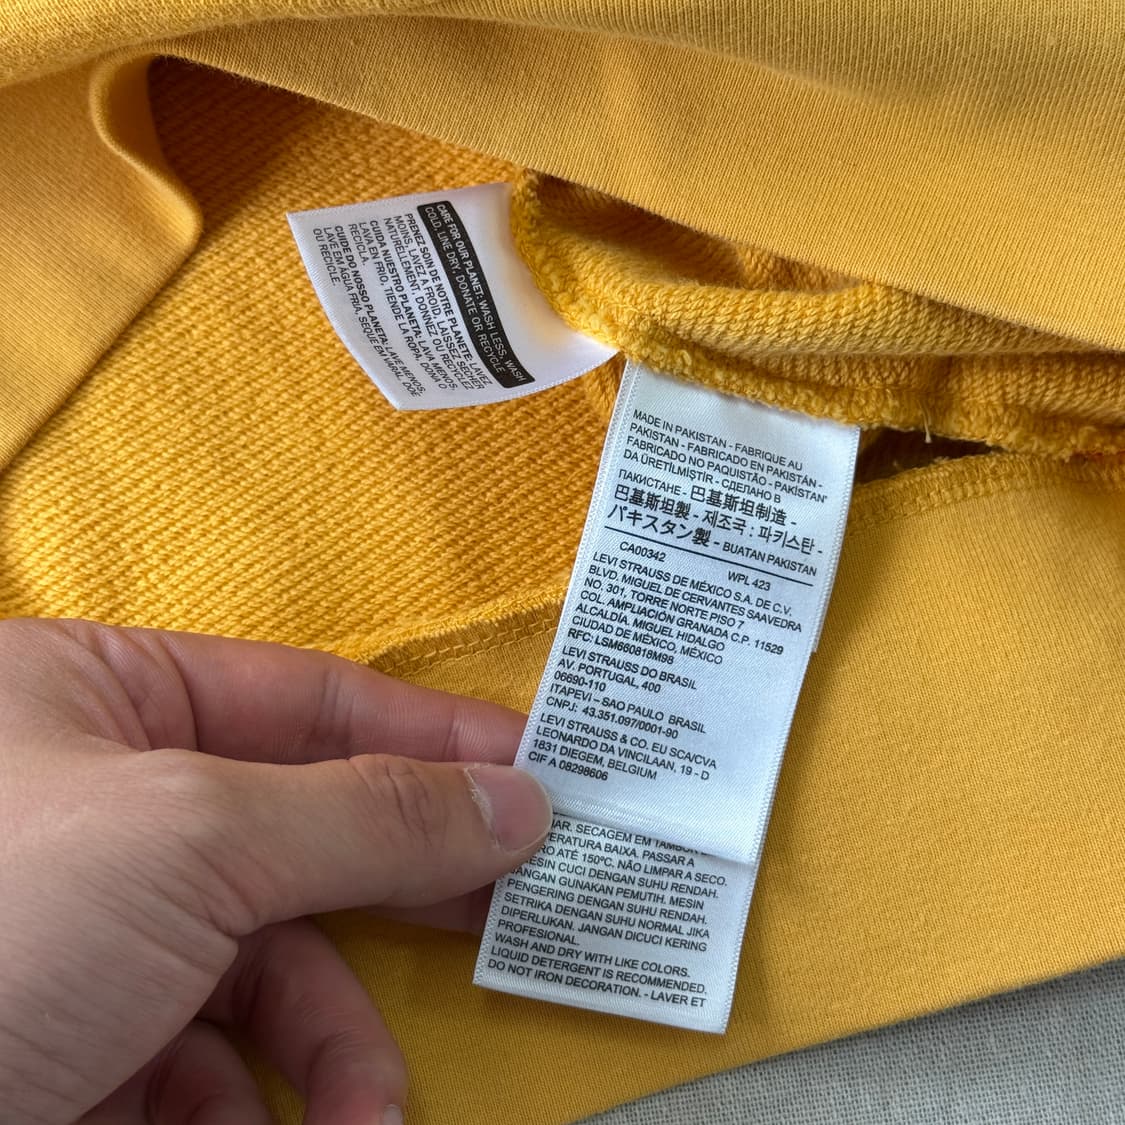 CARE FOR OUR PLANET: WASH LESS, WASH
COLD, LINE DRY, DONATE OR RECYCLE
PRENEZ SOIN DE NOTRE PLANÈTE: LAVEZ
MOINS, LAVEZ A FROID, LAISSEZ SÉCHER
NATURELLEMENT, DONNEZ OU RECYCLEZ
CUIDA NUESTRO PLANETA: LAVA MENOS,
LAVA EN FRIO, TIENDE LA ROPA, DONA O
RECICLA.
CUIDE DO NOSSO PLANETA: LAVE MENOS,
LAVE EM ÁGUA FRIA, SEQUE EM VARAL, DOE
OU RECICLE.
MADE IN PAKISTAN - FABRIQUE AU
PAKISTAN - FABRICADO EN PAKISTÁN -
FABRICADO NO PAQUISTÃO - PAKİSTAN'
DA ÜRETİLMİŞTİR - СДЕЛАНО В
ПАКИСТАНЕ - 巴基斯坦制造 -
巴基斯坦製 - 제조국 : 파키스탄 -
パキスタン製 - BUATAN PAKISTAN
CA00342 WPL 423
LEVI STRAUSS DE MÉXICO S.A. DE C.V.
BLVD. MIGUEL DE CERVANTES SAAVEDRA
NO. 301, TORRE NORTE PISO 7
COL. AMPLIACIÓN GRANADA C.P. 11529
ALCALDÍA. MIGUEL HIDALGO
CIUDAD DE MÉXICO, MÉXICO
RFC: LSM660818M98
LEVI STRAUSS DO BRASIL
AV. PORTUGAL, 400
06690-110
ITAPEVI – SAO PAULO BRASIL
CNPJ: 43.351.097/0001-90
LEVI STRAUSS & CO. EU SCA/CVA
LEONARDO DA VINCILAAN, 19 - D
1831 DIEGEM, BELGIUM
CIF A 08298606
SECAGEM EM
BAIXA. PASSAR A
ATÉ 150ºC. NÃO LIMPAR A SECO.
CUCI DENGAN SUHU RENDAH.
JANGAN GUNAKAN PEMUTIH. MESIN
PENGERING DENGAN SUHU RENDAH.
SETRIKA DENGAN SUHU NORMAL JIKA
DIPERLUKAN. JANGAN DICUCI KERING
PROFESIONAL.
WASH AND DRY WITH LIKE COLORS.
LIQUID DETERGENT IS RECOMMENDED.
DO NOT IRON DECORATION. - LAVER ET